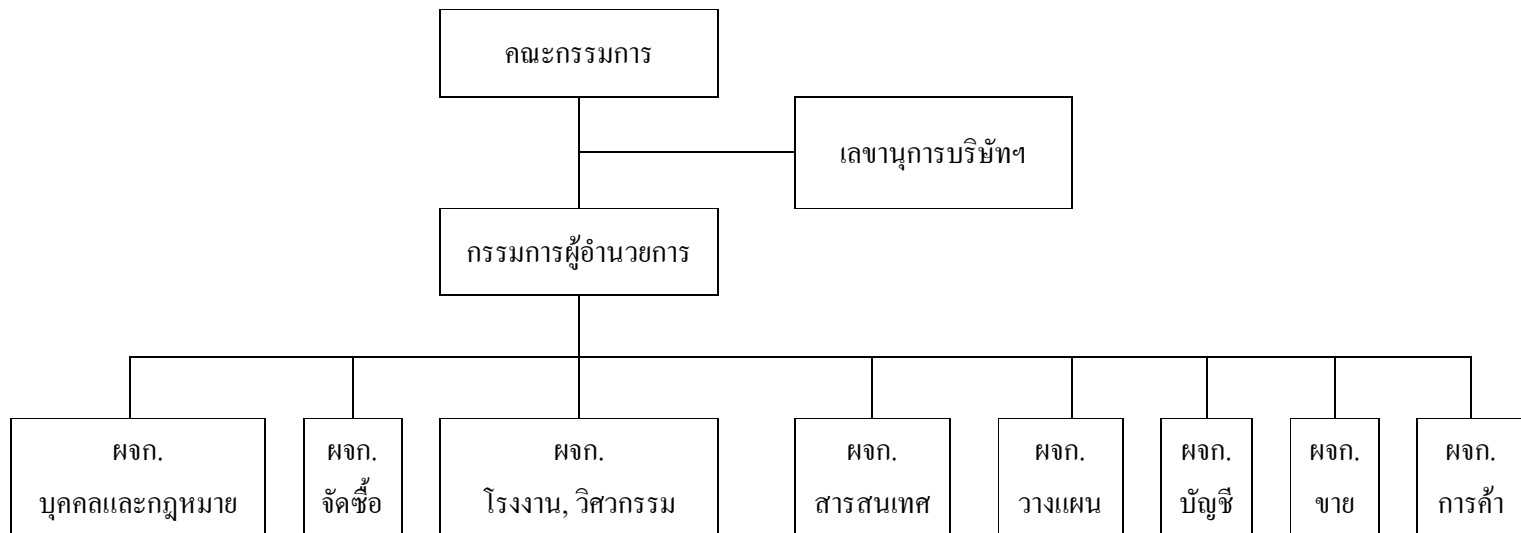 คณะกรรมการ
เลขานุการบริษัทฯ
กรรมการผู้อำนวยการ
ผจก.
บุคคลและกฎหมาย
ผจก.
จัดซื้อ
ผจก.
โรงงาน, วิศวกรรม
ผจก.
สารสนเทศ
ผจก.
วางแผน
ผจก.
บัญชี
ผจก.
ขาย
ผจก.
การค้า